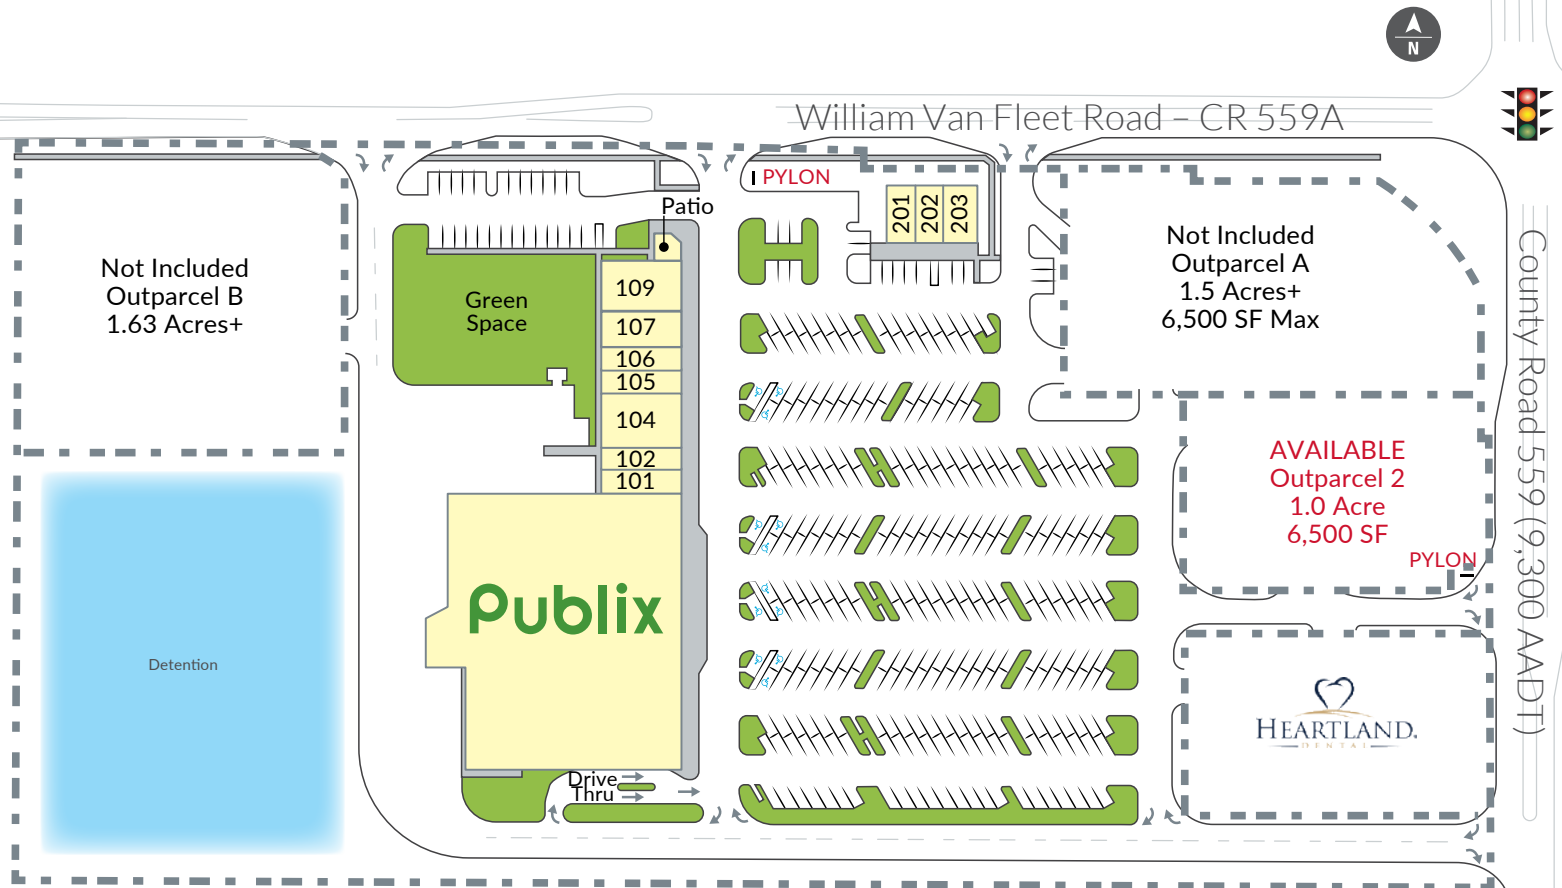 N
William Van Fleet Road – CR 559A
PYLON
Patio
201
202
203
Not Included
Outparcel B
1.63 Acres+
Green
Space
109
107
106
105
104
102
101
Not Included
Outparcel A
1.5 Acres+
6,500 SF Max
County Road 559 (9,300 AADT)
AVAILABLE
Outparcel 2
1.0 Acre
6,500 SF
PYLON
Publix
Detention
HEARTLAND.
DENTAL
Drive
Thru